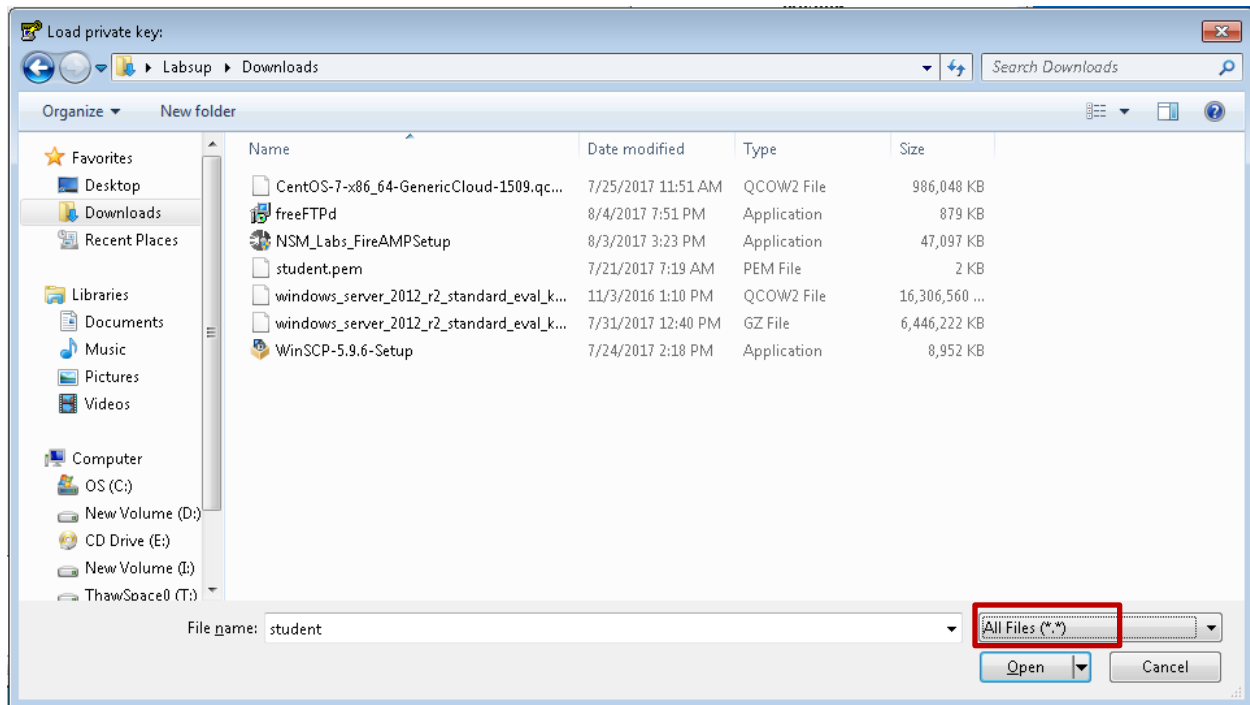 Load private key:
Labsup Downloads
Search Downloads
Organize New folder
Name Date modified Type Size
Favorites
Desktop
Downloads
Recent Places
Libraries
Documents
Music
Pictures
Videos
Computer
OS (C:)
New Volume (D:)
CD Drive (E:)
New Volume (I:)
ThawSpace0 (T:)
CentOS-7-x86_64-GenericCloud-1509.qc... 7/25/2017 11:51 AM QCOW2 File 986,048 KB
freeFTPd 8/4/2017 7:51 PM Application 879 KB
NSM_Labs_FireAMPSetup 8/3/2017 3:23 PM Application 47,097 KB
student.pem 7/21/2017 7:19 AM PEM File 2 KB
windows_server_2012_r2_standard_eval_k... 11/3/2016 1:10 PM QCOW2 File 16,306,560 ...
windows_server_2012_r2_standard_eval_k... 7/31/2017 12:40 PM GZ File 6,446,222 KB
WinSCP-5.9.6-Setup 7/24/2017 2:18 PM Application 8,952 KB
File name: student All Files (*.*)
Open Cancel